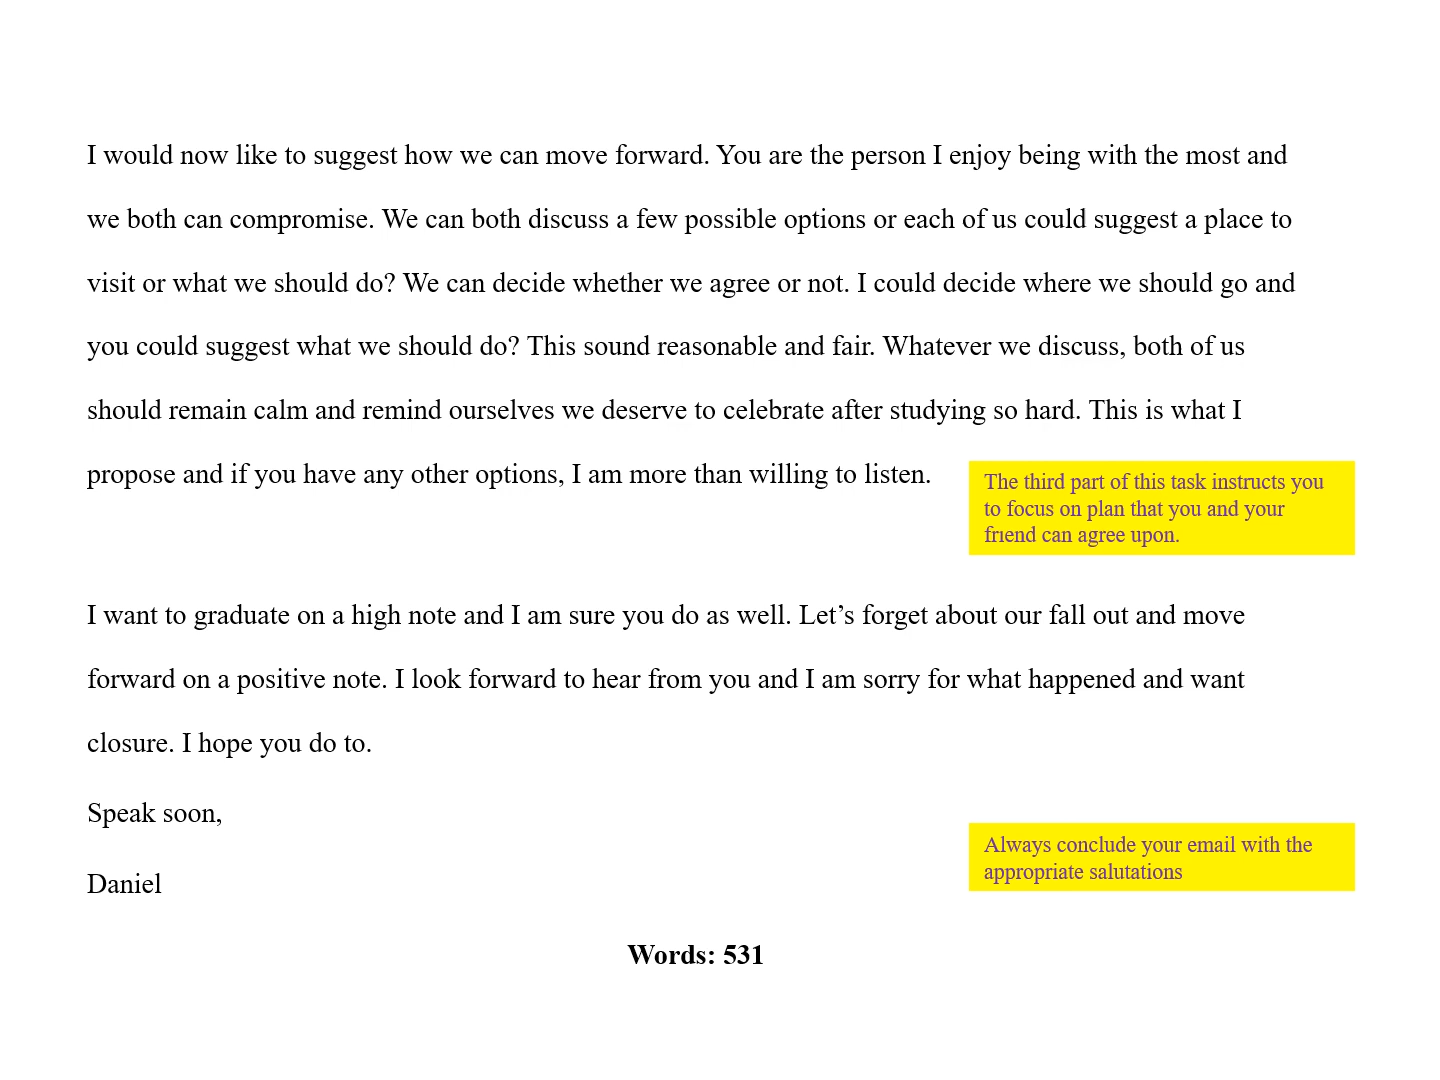 I would now like to suggest how we can move forward. You are the person I enjoy being with the most and
we both can compromise. We can both discuss a few possible options or each of us could suggest a place to
visit or what we should do? We can decide whether we agree or not. I could decide where we should go and
you could suggest what we should do? This sound reasonable and fair. Whatever we discuss, both of us
should remain calm and remind ourselves we deserve to celebrate after studying so hard. This is what I
propose and if you have any other options, I am more than willing to listen.
The third part of this task instructs you
to focus on plan that you and your
friend can agree upon.
I want to graduate on a high note and I am sure you do as well. Let’s forget about our fall out and move
forward on a positive note. I look forward to hear from you and I am sorry for what happened and want
closure. I hope you do to.
Speak soon,
Always conclude your email with the
appropriate salutations
Daniel
Words: 531